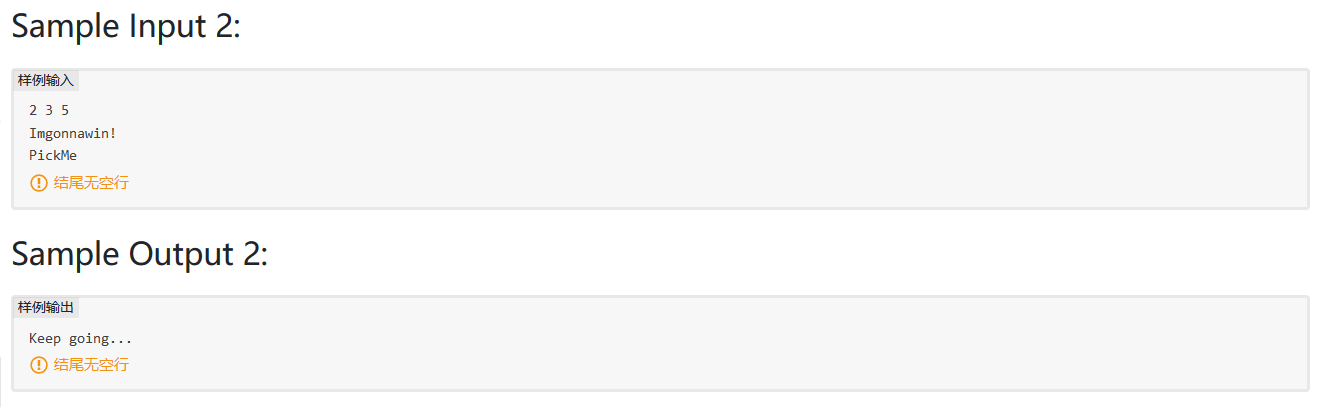 Sample Input 2:
样例输入
2 3 5
Imgonnawin!
PickMe
结尾无空行
Sample Output 2:
样例输出
Keep going...
结尾无空行